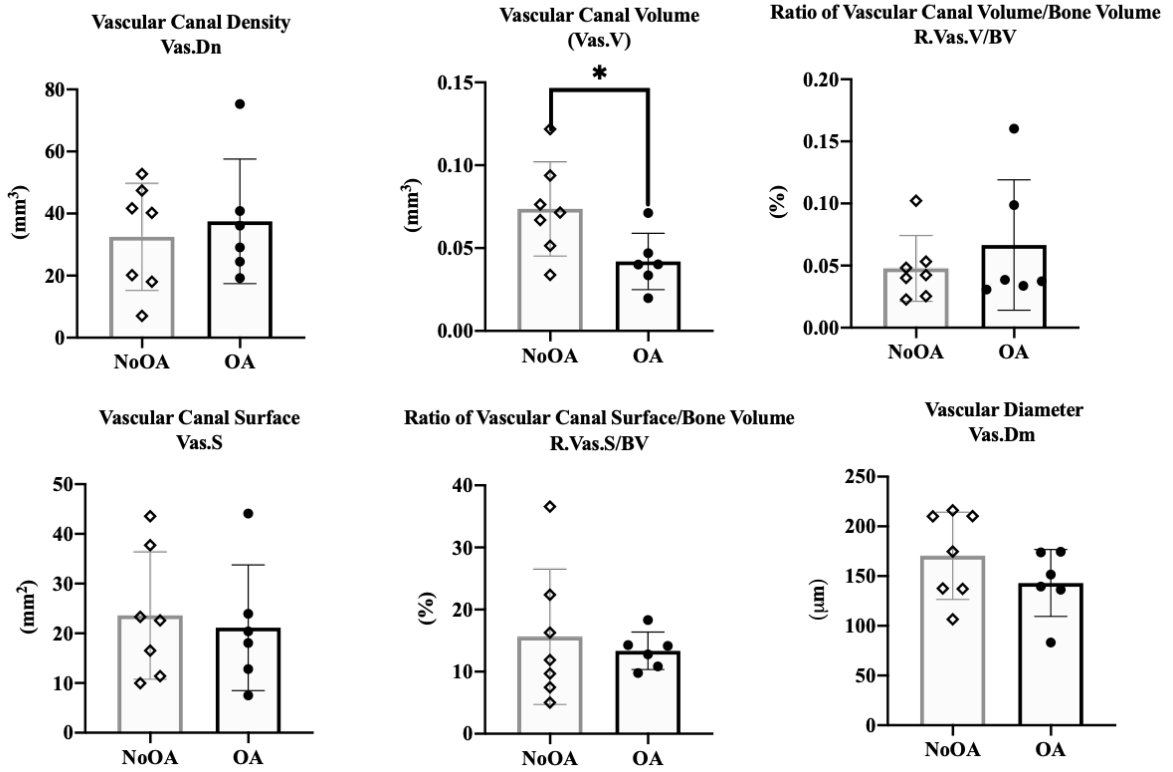 Vascular Canal Density
Vas.Dn
80
60
40
20
0
(mm³)
NoOA
OA
Vascular Canal Volume
(Vas.V)
*
0.15
0.10
0.05
0.00
(mm³)
NoOA
OA
Ratio of Vascular Canal Volume/Bone Volume
R.Vas.V/BV
0.20
0.15
0.10
0.05
0.00
(%)
NoOA
OA
Vascular Canal Surface
Vas.S
50
40
30
20
10
0
(mm²)
NoOA
OA
Ratio of Vascular Canal Surface/Bone Volume
R.Vas.S/BV
40
30
20
10
0
(%)
NoOA
OA
Vascular Diameter
Vas.Dm
250
200
150
100
50
0
(μm)
NoOA
OA